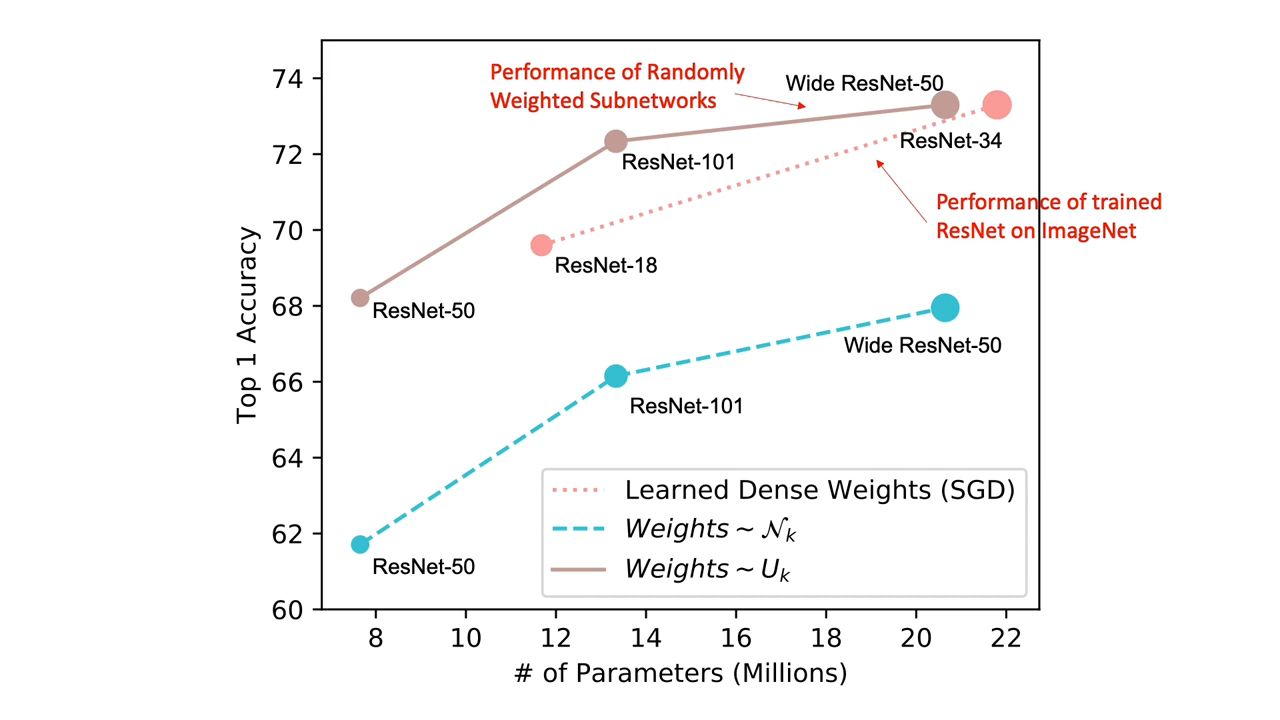 74
72
70
68
66
64
62
60
Top 1 Accuracy
Performance of Randomly
Weighted Subnetworks
Wide ResNet-50
ResNet-101
ResNet-34
Performance of trained
ResNet on ImageNet
ResNet-18
ResNet-50
Wide ResNet-50
ResNet-101
ResNet-50
Learned Dense Weights (SGD)
Weights ~ 𝒩ₖ
Weights ~ Uₖ
8 10 12 14 16 18 20 22
# of Parameters (Millions)